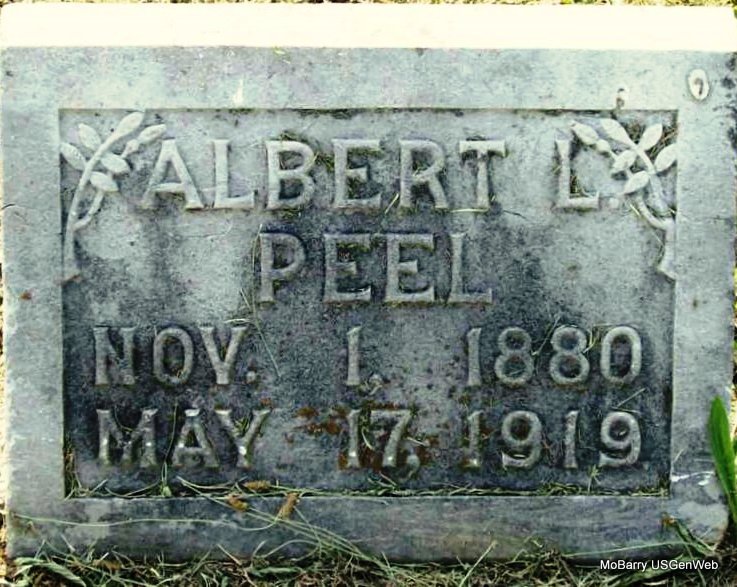 ALBERT L.
PEEL
NOV. 1, 1880
MAY 17, 1919
MoBarry USGenWeb